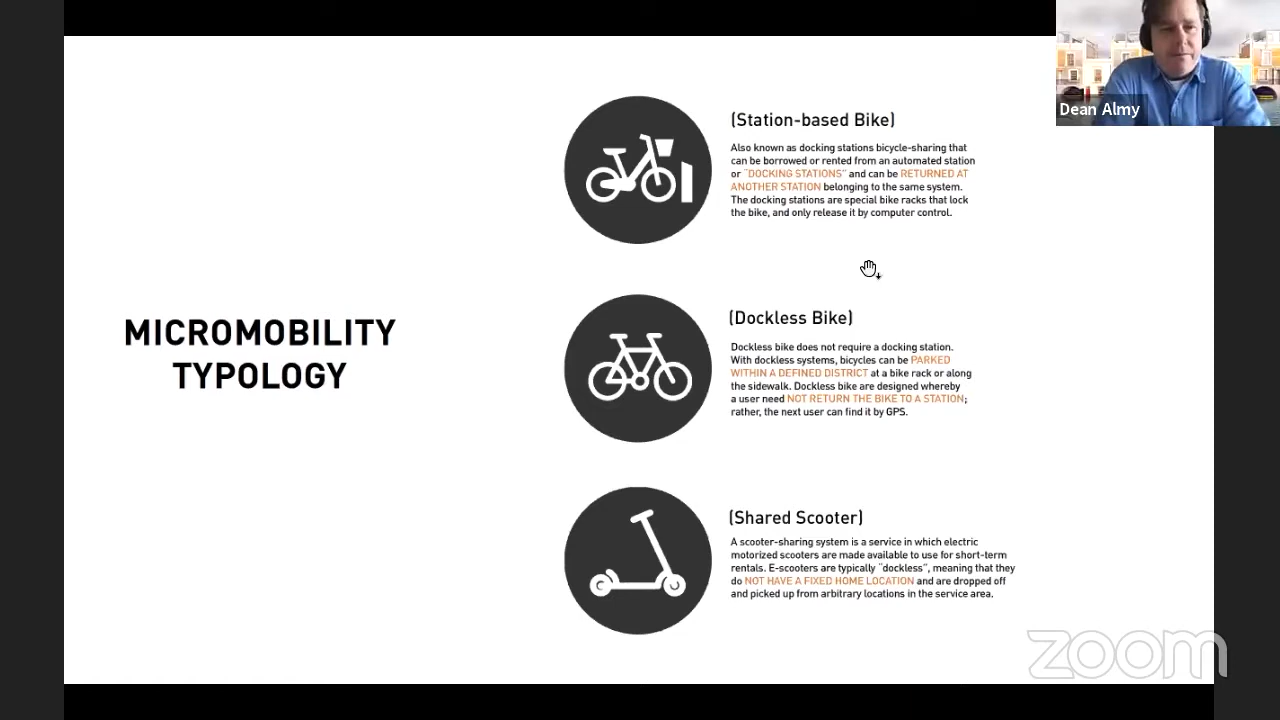 Dean Almy
MICROMOBILITY
TYPOLOGY
(Station-based Bike)
Also known as docking stations bicycle-sharing that
can be borrowed or rented from an automated station
or "DOCKING STATIONS" and can be RETURNED AT
ANOTHER STATION belonging to the same system.
The docking stations are special bike racks that lock
the bike, and only release it by computer control.
(Dockless Bike)
Dockless bike does not require a docking station.
With dockless systems, bicycles can be PARKED
WITHIN A DEFINED DISTRICT at a bike rack or along
the sidewalk. Dockless bike are designed whereby
a user need NOT RETURN THE BIKE TO A STATION;
rather, the next user can find it by GPS.
(Shared Scooter)
A scooter-sharing system is a service in which electric
motorized scooters are made available to use for short-term
rentals. E-scooters are typically "dockless", meaning that they
do NOT HAVE A FIXED HOME LOCATION and are dropped off
and picked up from arbitrary locations in the service area.
zoom